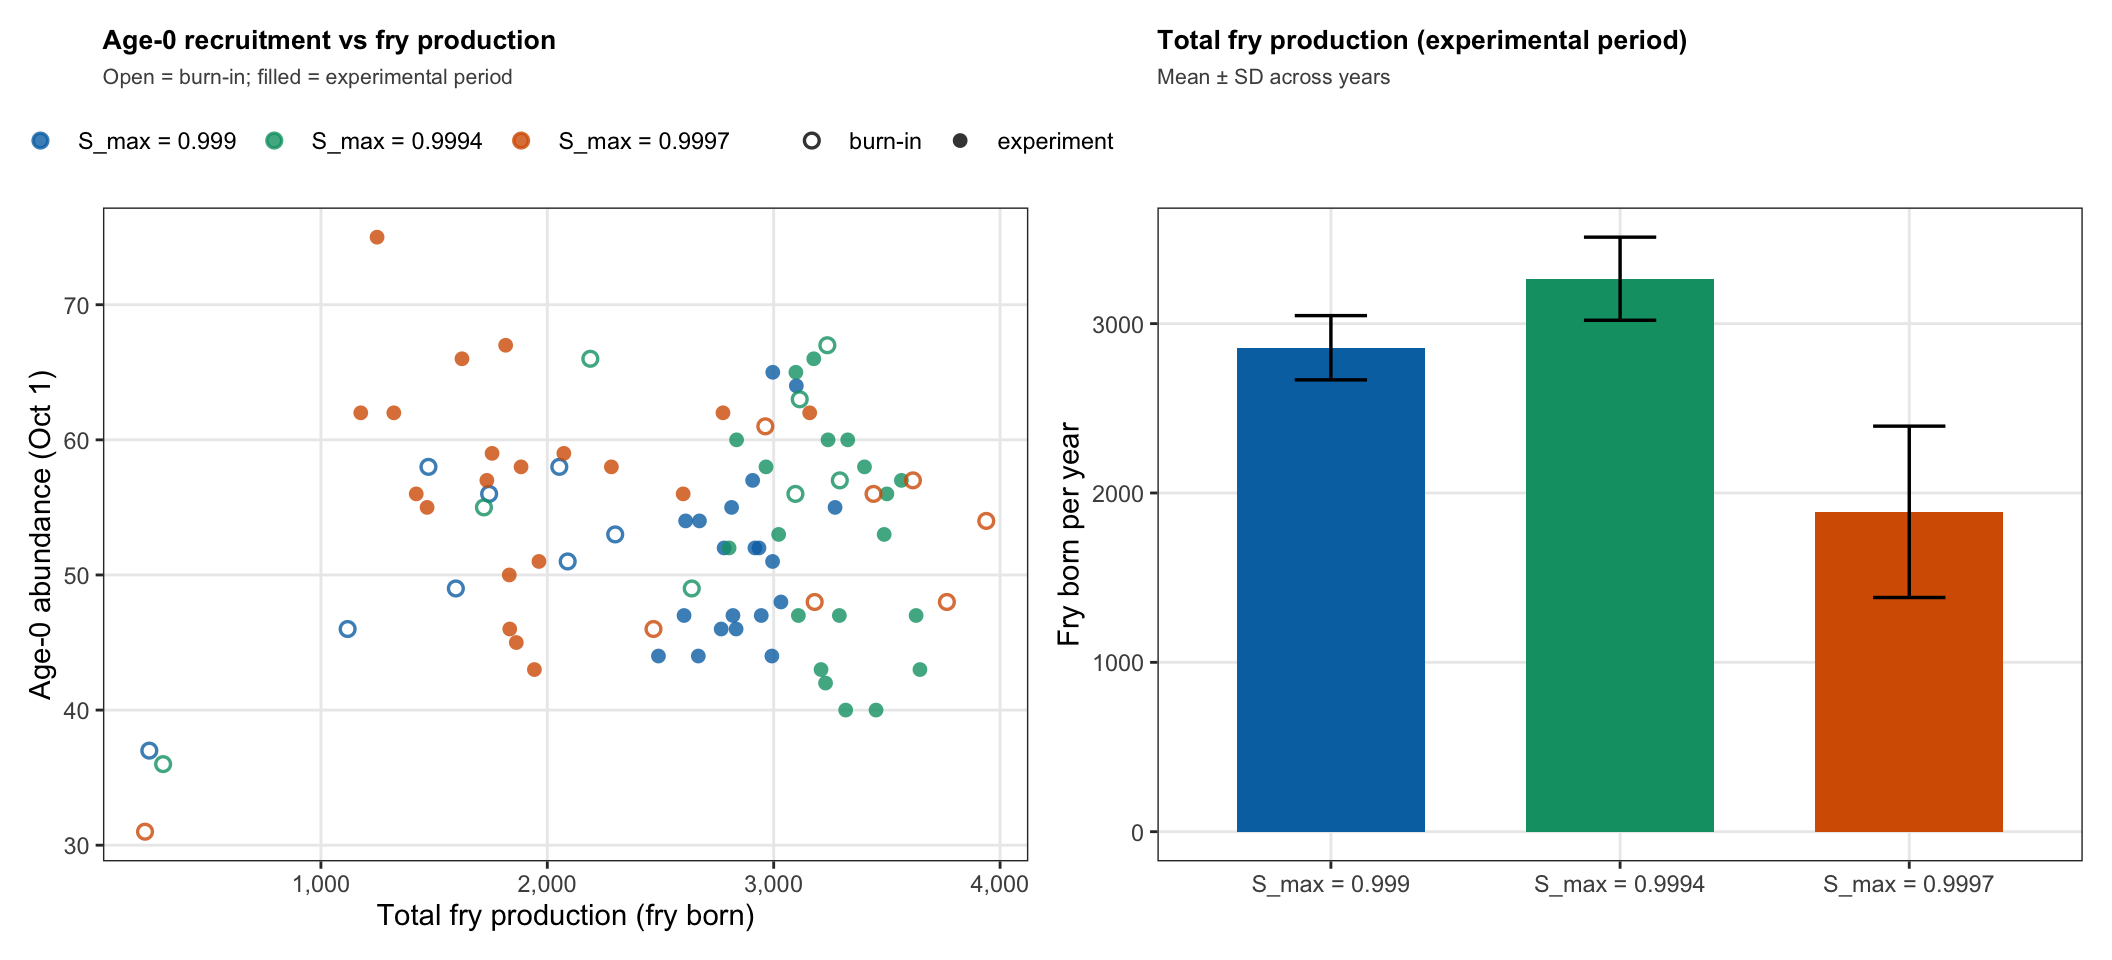 Age-0 recruitment vs fry production
Open = burn-in; filled = experimental period
S_max = 0.999 S_max = 0.9994 S_max = 0.9997 burn-in experiment
Age-0 abundance (Oct 1)
70
60
50
40
30
1,000 2,000 3,000 4,000
Total fry production (fry born)
Total fry production (experimental period)
Mean ± SD across years
Fry born per year
3000
2000
1000
0
S_max = 0.999 S_max = 0.9994 S_max = 0.9997